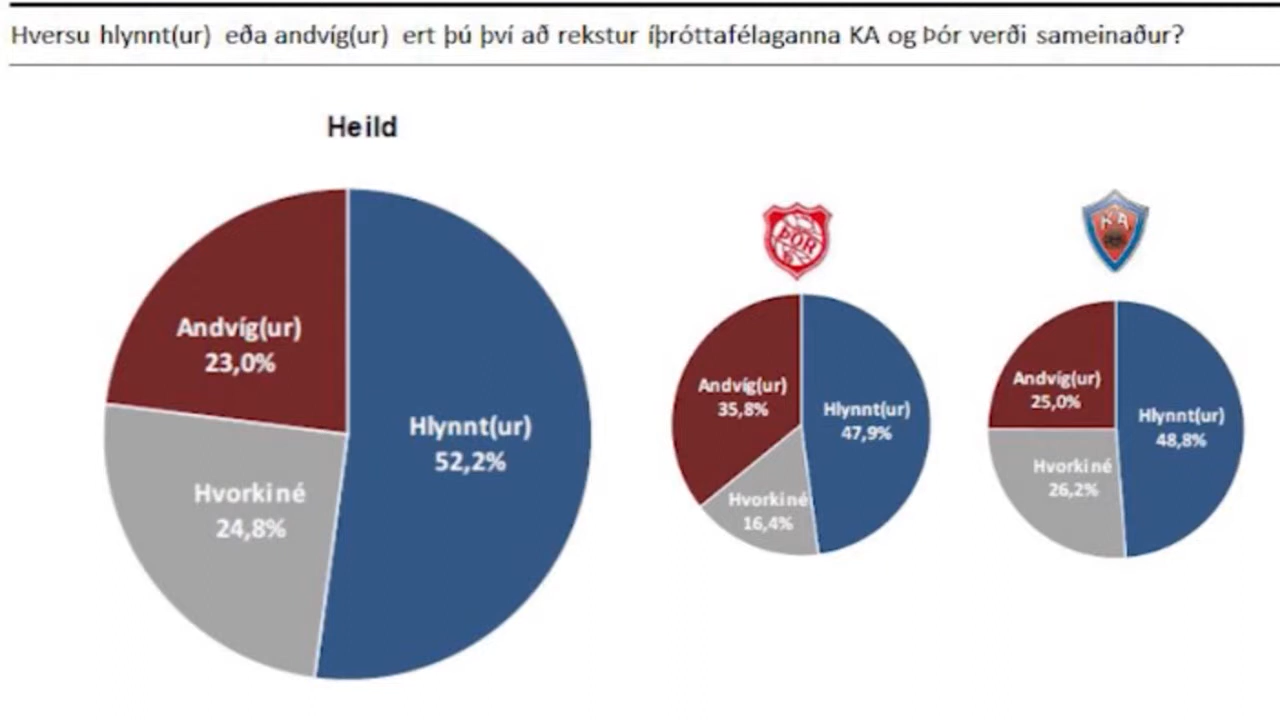 Hversu hlynnt(ur) eða andvíg(ur) ert þú því að rekstur íþróttafélaganna KA og Þór verði sameinaður?
Heild
Andvíg(ur)
23,0%
Hlynnt(ur)
52,2%
Hvorki né
24,8%
ÞÓR
Andvíg(ur)
35,8%
Hlynnt(ur)
47,9%
Hvorki né
16,4%
KA
Andvíg(ur)
25,0%
Hlynnt(ur)
48,8%
Hvorki né
26,2%